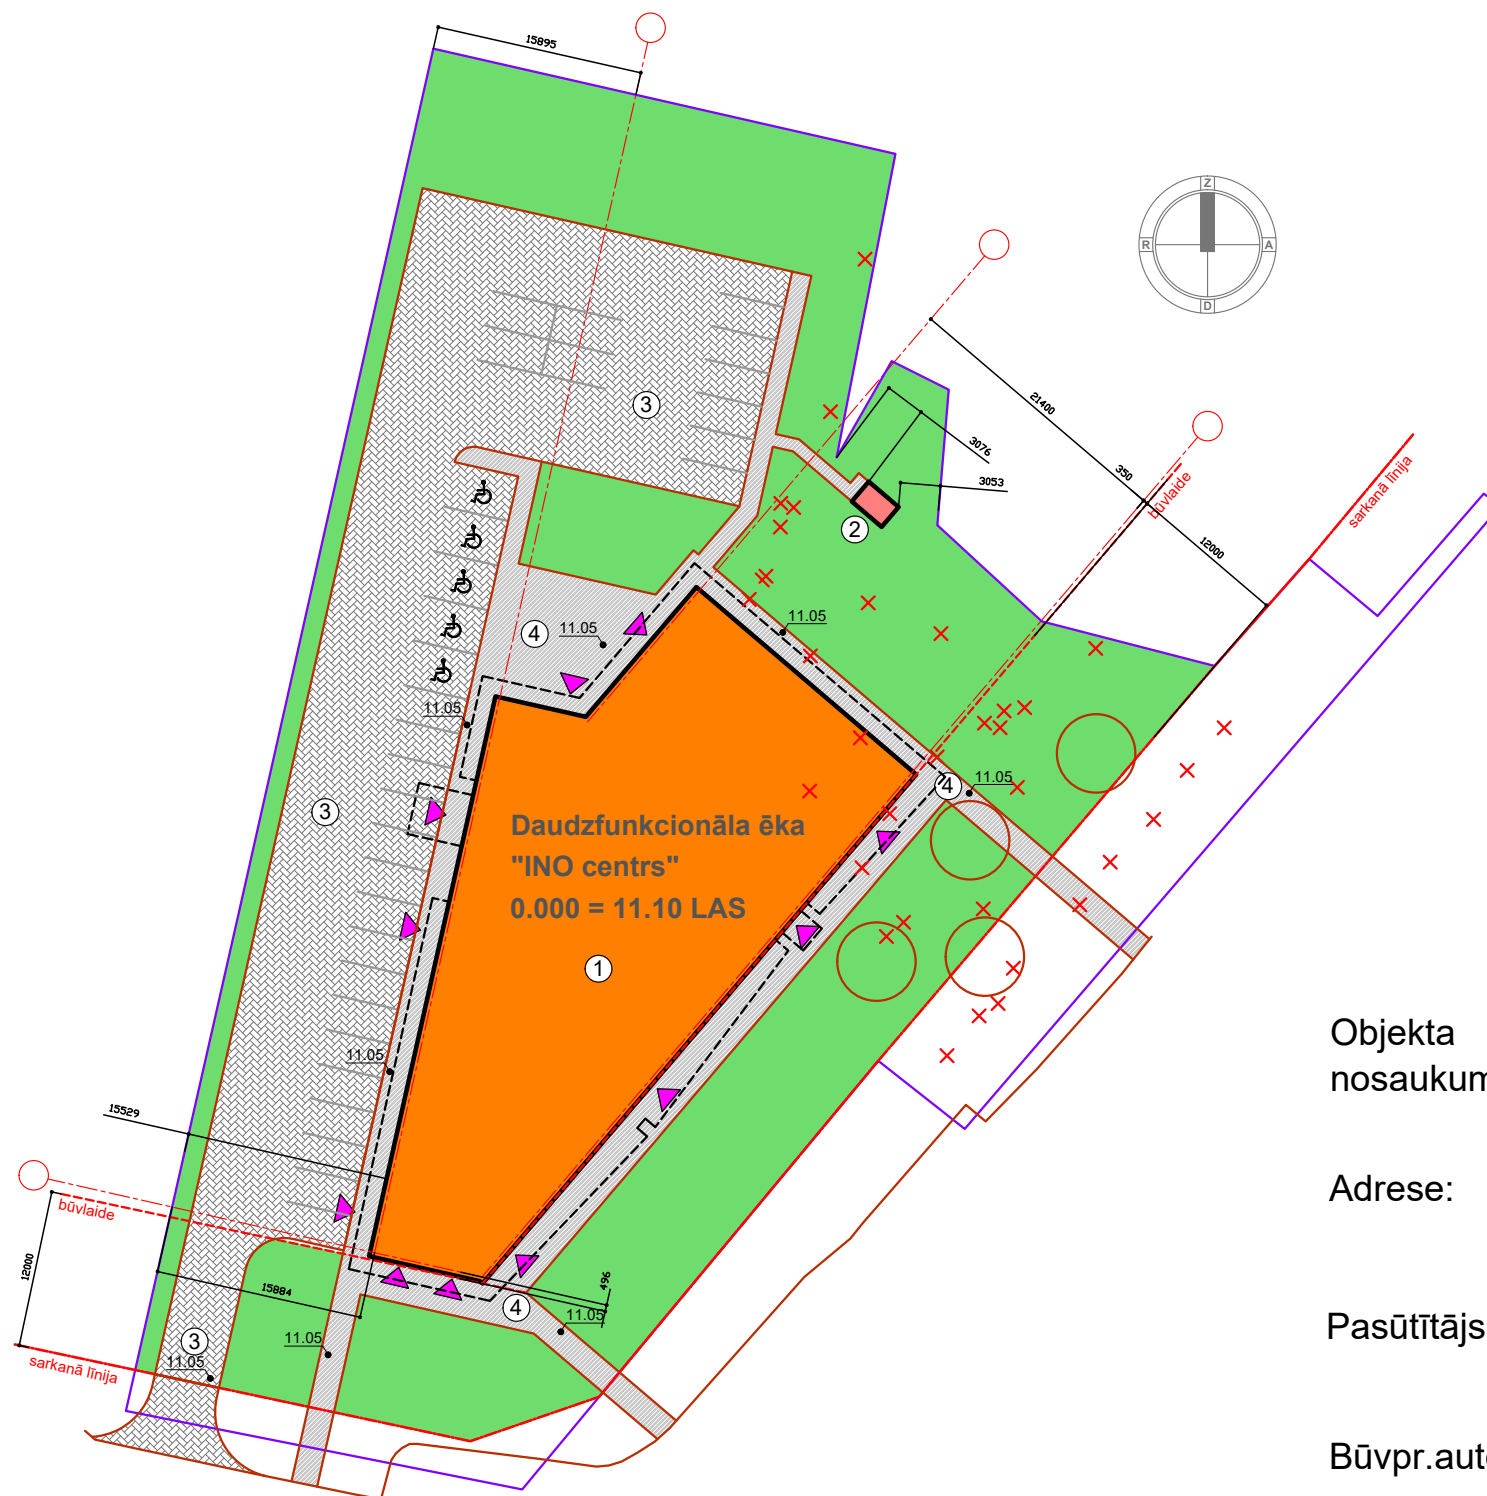 15895
Z
R
A
D
3
21400
3076
350
būvlaide
sarkanā līnija
3053
2
12000
11.05
4
11.05
11.05
4
11.05
3
Daudzfunkcionāla ēka
"INO centrs"
0.000 = 11.10 LAS
1
Objekta
nosaukum
11.05
15529
Adrese:
būvlaide
12000
15884
496
4
11.05
Pasūtītājs
3
11.05
11.05
sarkanā līnija
Būvpr.aut